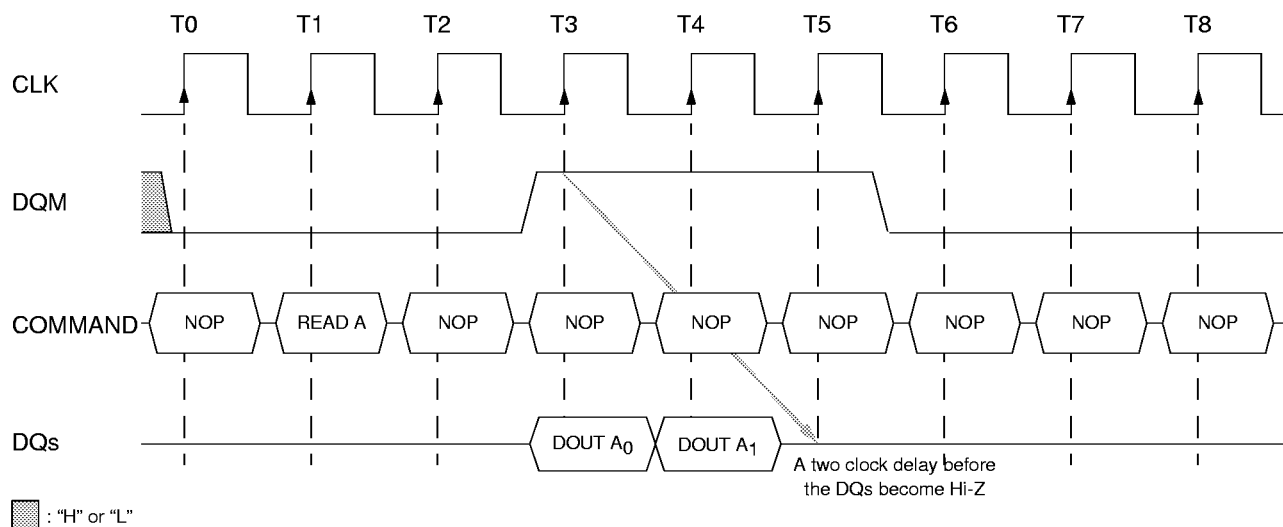 T0 T1 T2 T3 T4 T5 T6 T7 T8
CLK
DQM
COMMAND NOP READ A NOP NOP NOP NOP NOP NOP NOP
DQs DOUT A0 DOUT A1
A two clock delay before
the DQs become Hi-Z
: “H” or “L”